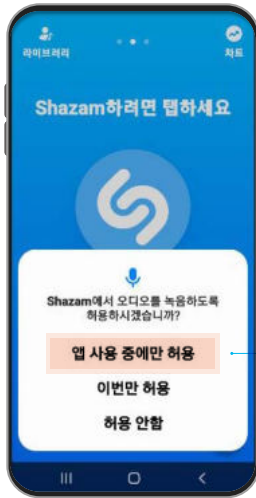 라이브러리
차트
Shazam하려면 탭하세요
Shazam에서 오디오를 녹음하도록
허용하시겠습니까?
앱 사용 중에만 허용
이번만 허용
허용 안함